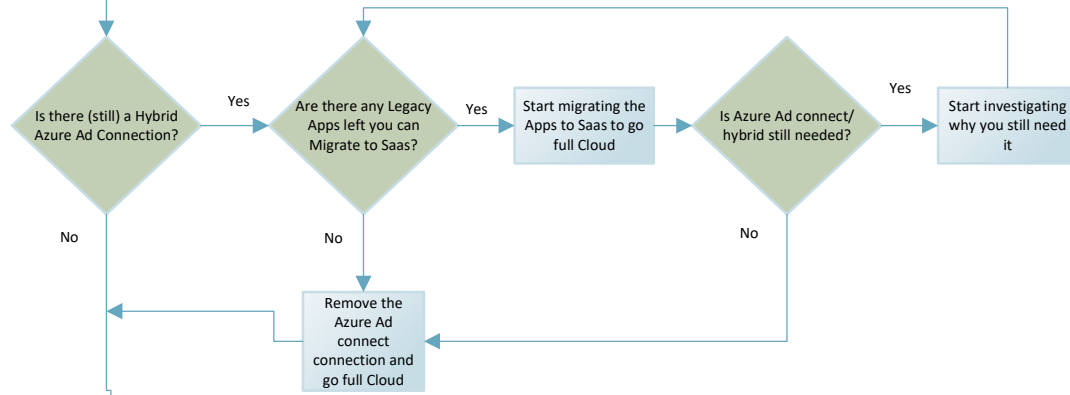 Is there (still) a Hybrid
Azure Ad Connection?
Yes
Are there any Legacy
Apps left you can
Migrate to Saas?
Yes
Start migrating the
Apps to Saas to go
full Cloud
Is Azure Ad connect/
hybrid still needed?
Yes
Start investigating
why you still need
it
No
No
No
Remove the
Azure Ad
connect
connection and
go full Cloud